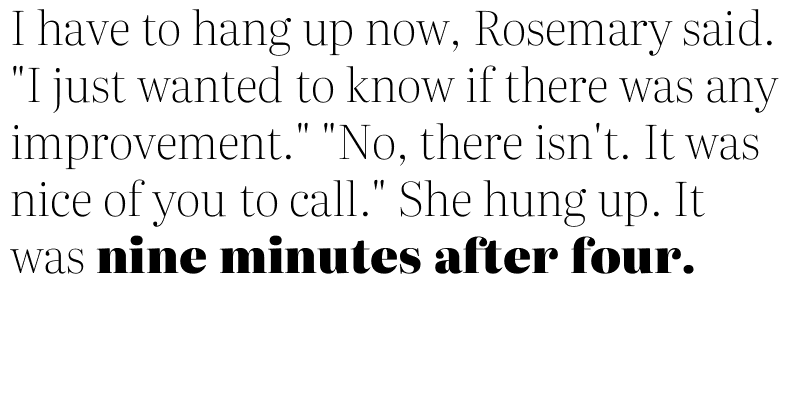 I have to hang up now, Rosemary said.
"I just wanted to know if there was any
improvement." "No, there isn't. It was
nice of you to call." She hung up. It
was nine minutes after four.